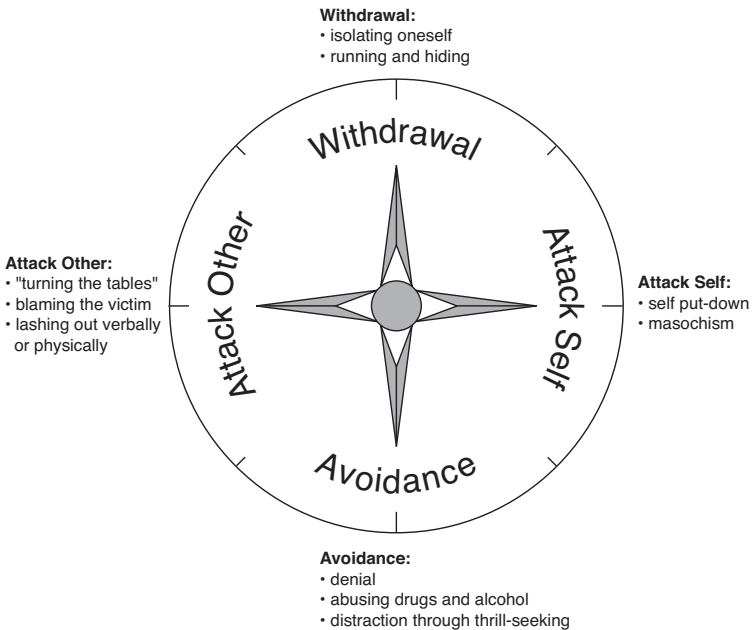 Withdrawal:
• isolating oneself
• running and hiding
Withdrawal
Attack Other:
• "turning the tables"
• blaming the victim
• lashing out verbally
or physically
Attack Other
Attack Self
Attack Self:
• self put-down
• masochism
Avoidance
Avoidance:
• denial
• abusing drugs and alcohol
• distraction through thrill-seeking